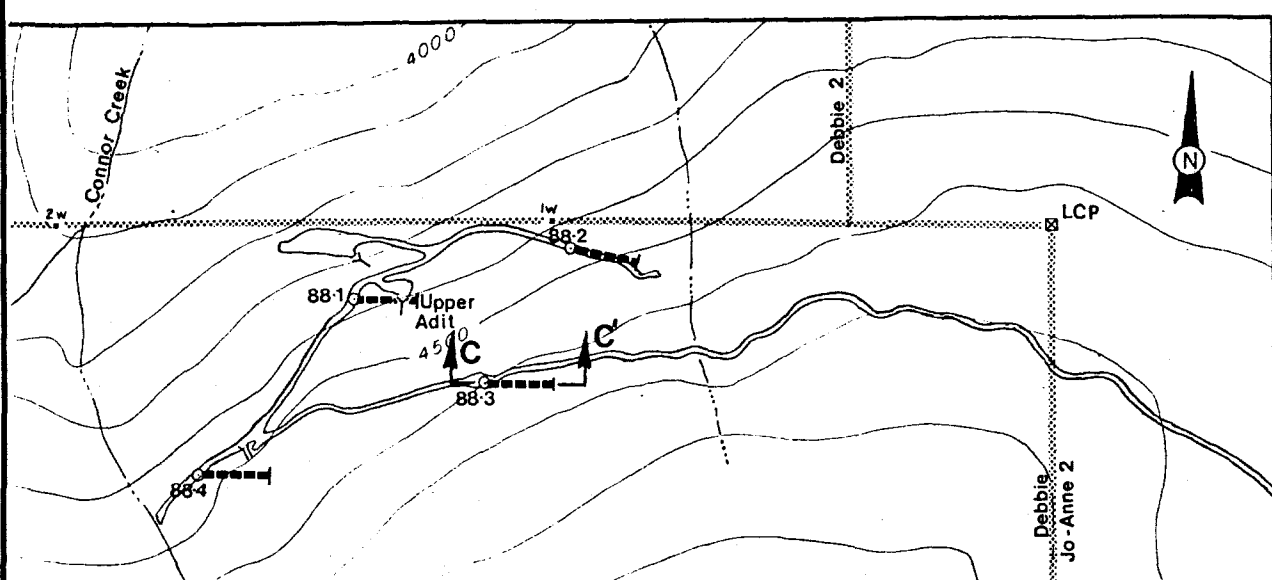 4000
Connor Creek
Debbie 2
N
2w
1w
LCP
88·2
88·1
Upper
Adit
4500
C
C'
88·3
88·4
Debbie
Jo-Anne 2